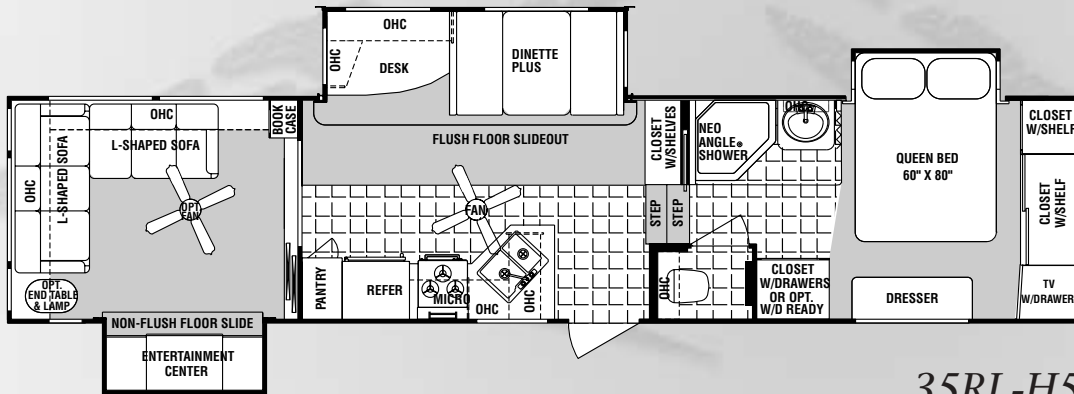 OHC
OHC
DESK
DINETTE
PLUS
OHC
L-SHAPED SOFA
BOOK
CASE
OHC
L-SHAPED SOFA
OPT
FAN
OPT.
END TABLE
& LAMP
NON-FLUSH FLOOR SLIDE
ENTERTAINMENT
CENTER
FLUSH FLOOR SLIDEOUT
CLOSET
W/SHELVES
FAN
STEP
STEP
PANTRY
REFER
MICRO
OHC
OHC
NEO
ANGLE®
SHOWER
OHC
OHC
CLOSET
W/DRAWERS
OR OPT.
W/D READY
QUEEN BED
60" X 80"
DRESSER
CLOSET
W/SHELF
CLOSET
W/SHELF
TV
W/DRAWER
35RL-H5